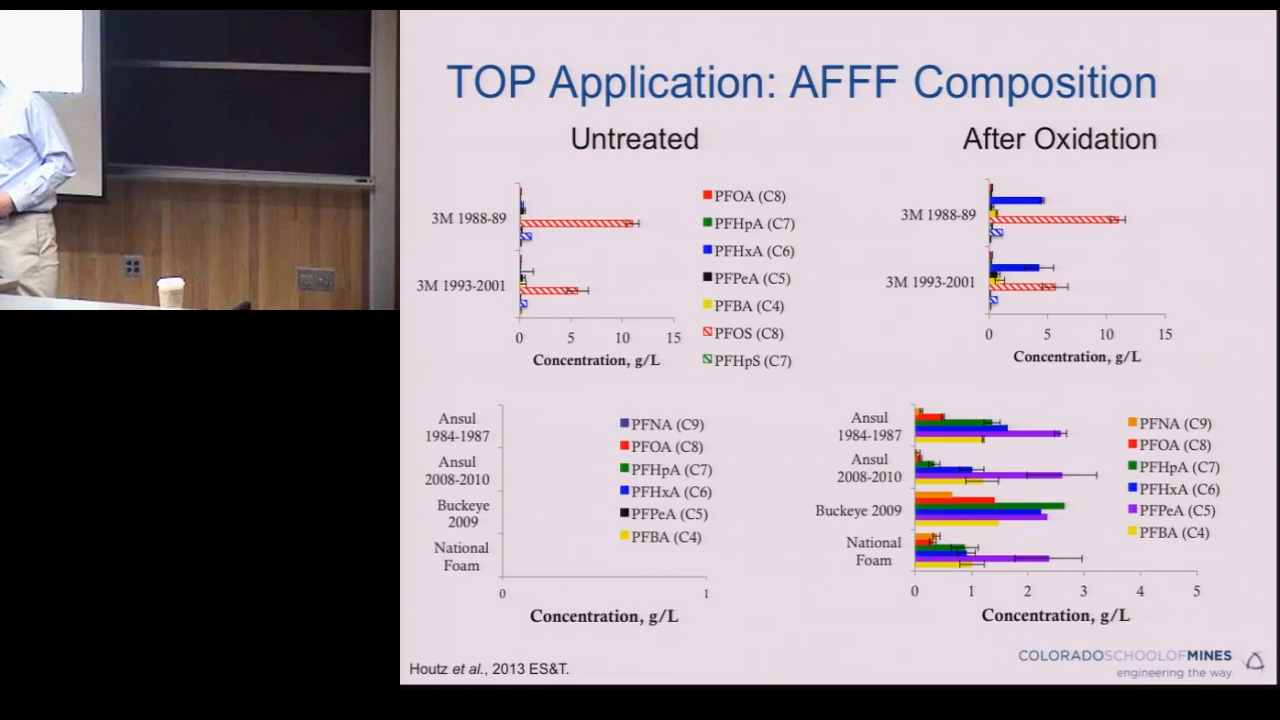 TOP Application: AFFF Composition
Untreated
After Oxidation
3M 1988-89
3M 1993-2001
0 5 10 15
Concentration, g/L
PFOA (C8)
PFHpA (C7)
PFHxA (C6)
PFPeA (C5)
PFBA (C4)
PFOS (C8)
PFHpS (C7)
3M 1988-89
3M 1993-2001
0 5 10 15
Concentration, g/L
Ansul
1984-1987
Ansul
2008-2010
Buckeye
2009
National
Foam
0 1
Concentration, g/L
PFNA (C9)
PFOA (C8)
PFHpA (C7)
PFHxA (C6)
PFPeA (C5)
PFBA (C4)
Ansul
1984-1987
Ansul
2008-2010
Buckeye 2009
National
Foam
0 1 2 3 4 5
Concentration, g/L
PFNA (C9)
PFOA (C8)
PFHpA (C7)
PFHxA (C6)
PFPeA (C5)
PFBA (C4)
Houtz et al., 2013 ES&T.
COLORADOSCHOOLOFMINES
engineering the way